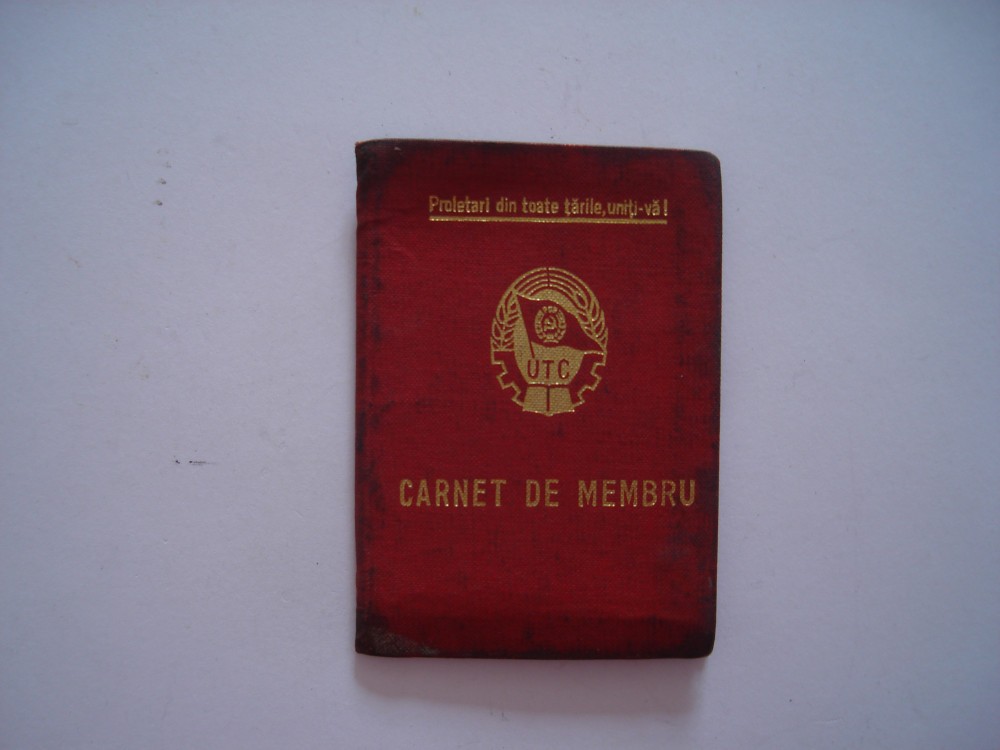 Proletari din toate țările, uniți-vă!
UTC
CARNET DE MEMBRU